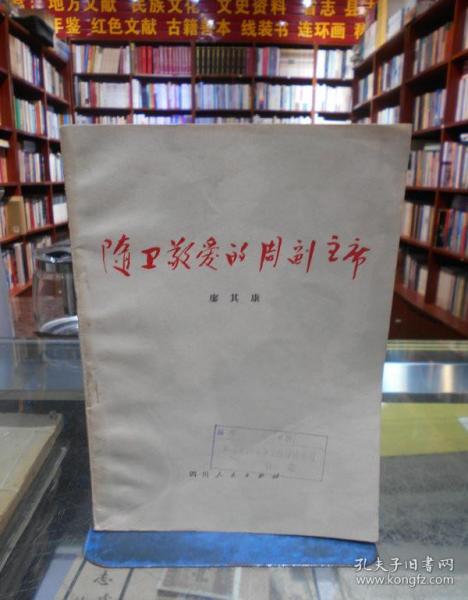 地方文献 民族文化 文史资料 省志 县
年鉴 红色文献 古籍善本 线装书 连环画
随卫敬爱的周副主席
廖其康
四川人民出版社
孔夫子旧书网
www.kongfz.com